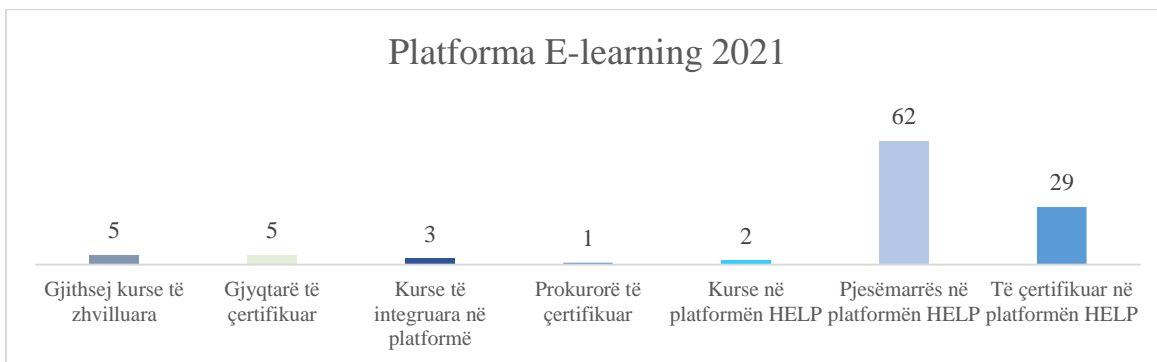 Platforma E-learning 2021
62
29
5
5
3
1
2
Gjithsej kurse të
zhvilluara
Gjyqtarë të
çertifikuar
Kurse të
integruara në
platformë
Prokurorë të
çertifikuar
Kurse në
platformën HELP
Pjesëmarrës në
platformën HELP
Të çertifikuar në
platformën HELP